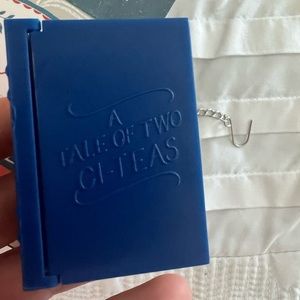 A
TALE OF TWO
CI-TEAS